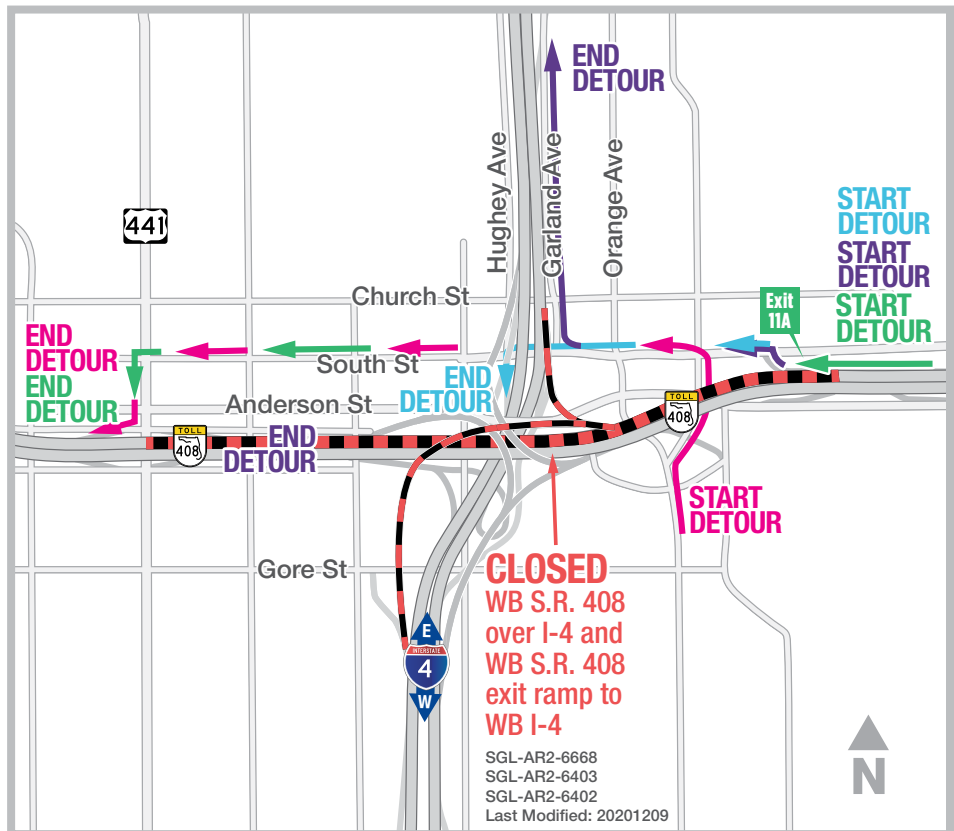 END
DETOUR
Hughey Ave
Garland Ave
Orange Ave
441
START
DETOUR
START
DETOUR
START
DETOUR
Exit
11A
Church St
END
DETOUR
END
DETOUR
South St
END
DETOUR
Anderson St
TOLL
408
TOLL
408
END
DETOUR
START
DETOUR
Gore St
CLOSED
WB S.R. 408
over I-4 and
WB S.R. 408
exit ramp to
WB I-4
E
INTERSTATE
4
W
SGL-AR2-6668
SGL-AR2-6403
SGL-AR2-6402
Last Modified: 20201209
N